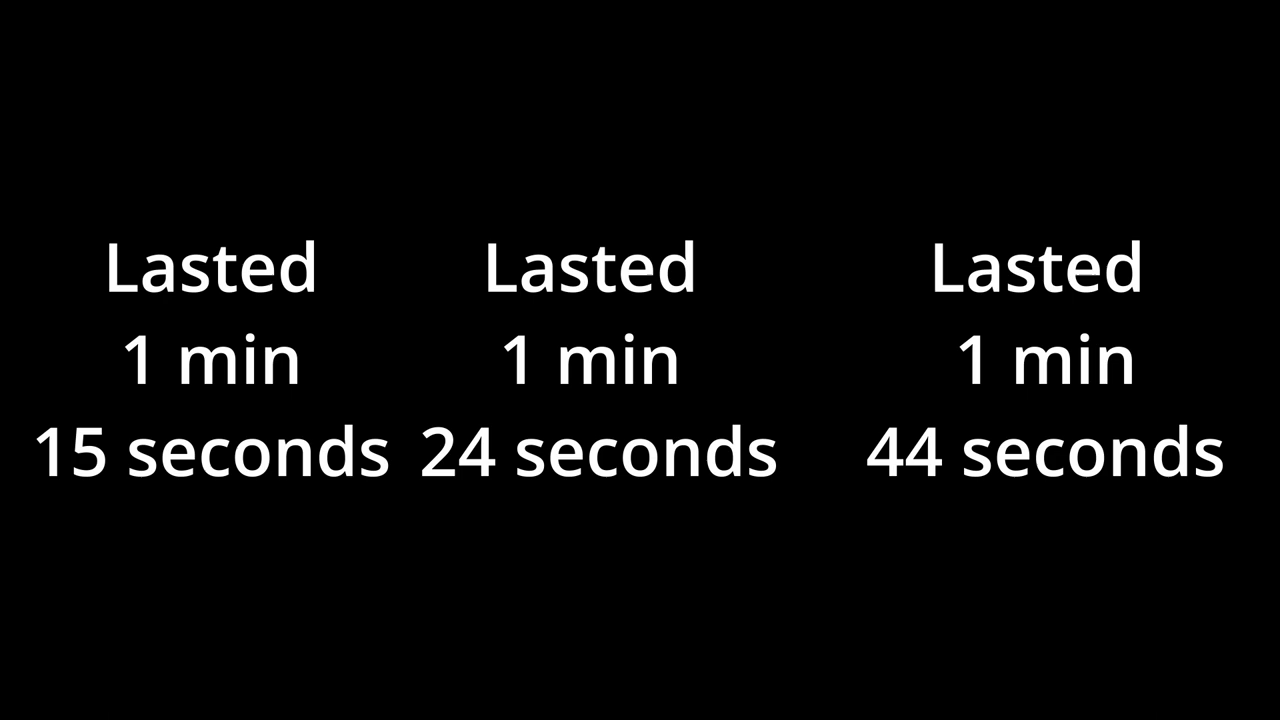 Lasted
1 min
15 seconds
Lasted
1 min
24 seconds
Lasted
1 min
44 seconds